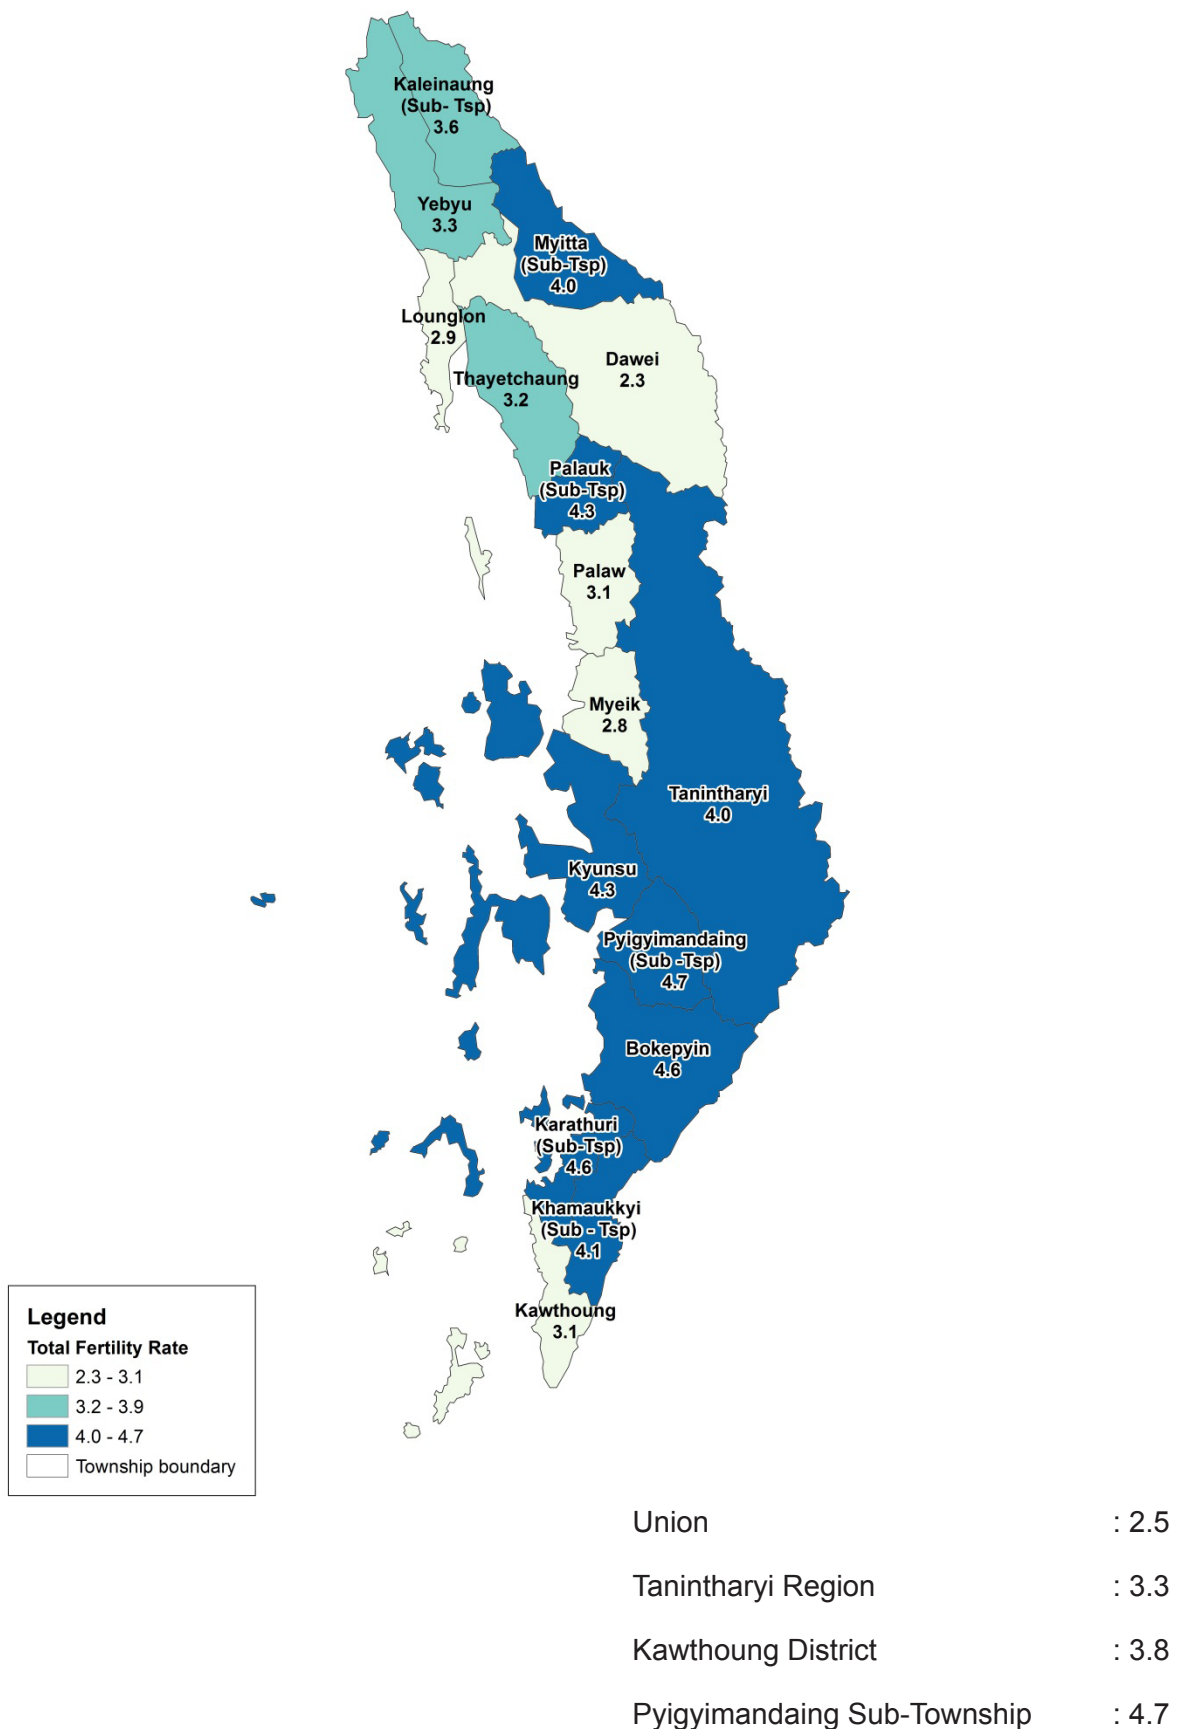 Kaleinaung
(Sub- Tsp)
3.6
Yebyu
3.3
Myitta
(Sub-Tsp)
4.0
Launglon
2.9
Dawei
2.3
Thayetchaung
3.2
Palauk
(Sub-Tsp)
4.3
Palaw
3.1
Myeik
2.8
Tanintharyi
4.0
Kyunsu
4.3
Pyigyimandaing
(Sub -Tsp)
4.7
Bokepyin
4.6
Karathuri
(Sub-Tsp)
4.6
Khamaukkyi
(Sub - Tsp)
4.1
Kawthoung
3.1
Legend
Total Fertility Rate
2.3 - 3.1
3.2 - 3.9
4.0 - 4.7
Township boundary
Union : 2.5
Tanintharyi Region : 3.3
Kawthoung District : 3.8
Pyigyimandaing Sub-Township : 4.7